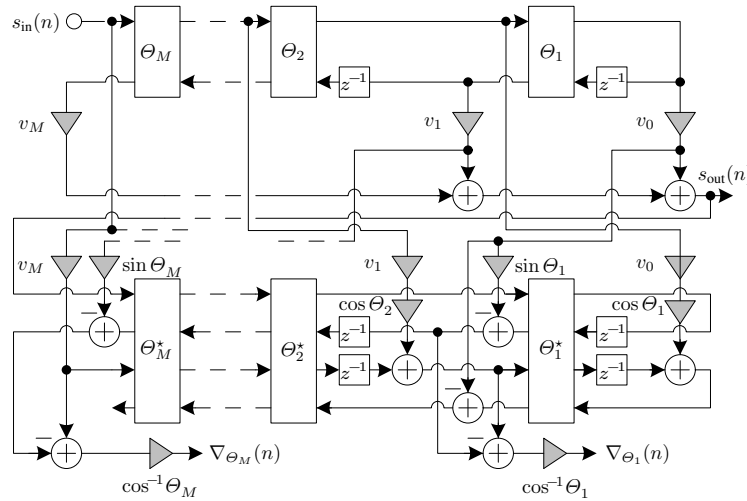 s_in(n)
Θ_M
Θ_2
Θ_1
z⁻¹
z⁻¹
v_M
v_1
v_0
s_out(n)
v_M
sin Θ_M
v_1
sin Θ_1
v_0
cos Θ_2
cos Θ_1
Θ*_M
Θ*_2
Θ*_1
z⁻¹
z⁻¹
z⁻¹
z⁻¹
∇_{Θ_M}(n)
∇_{Θ_1}(n)
cos⁻¹ Θ_M
cos⁻¹ Θ_1